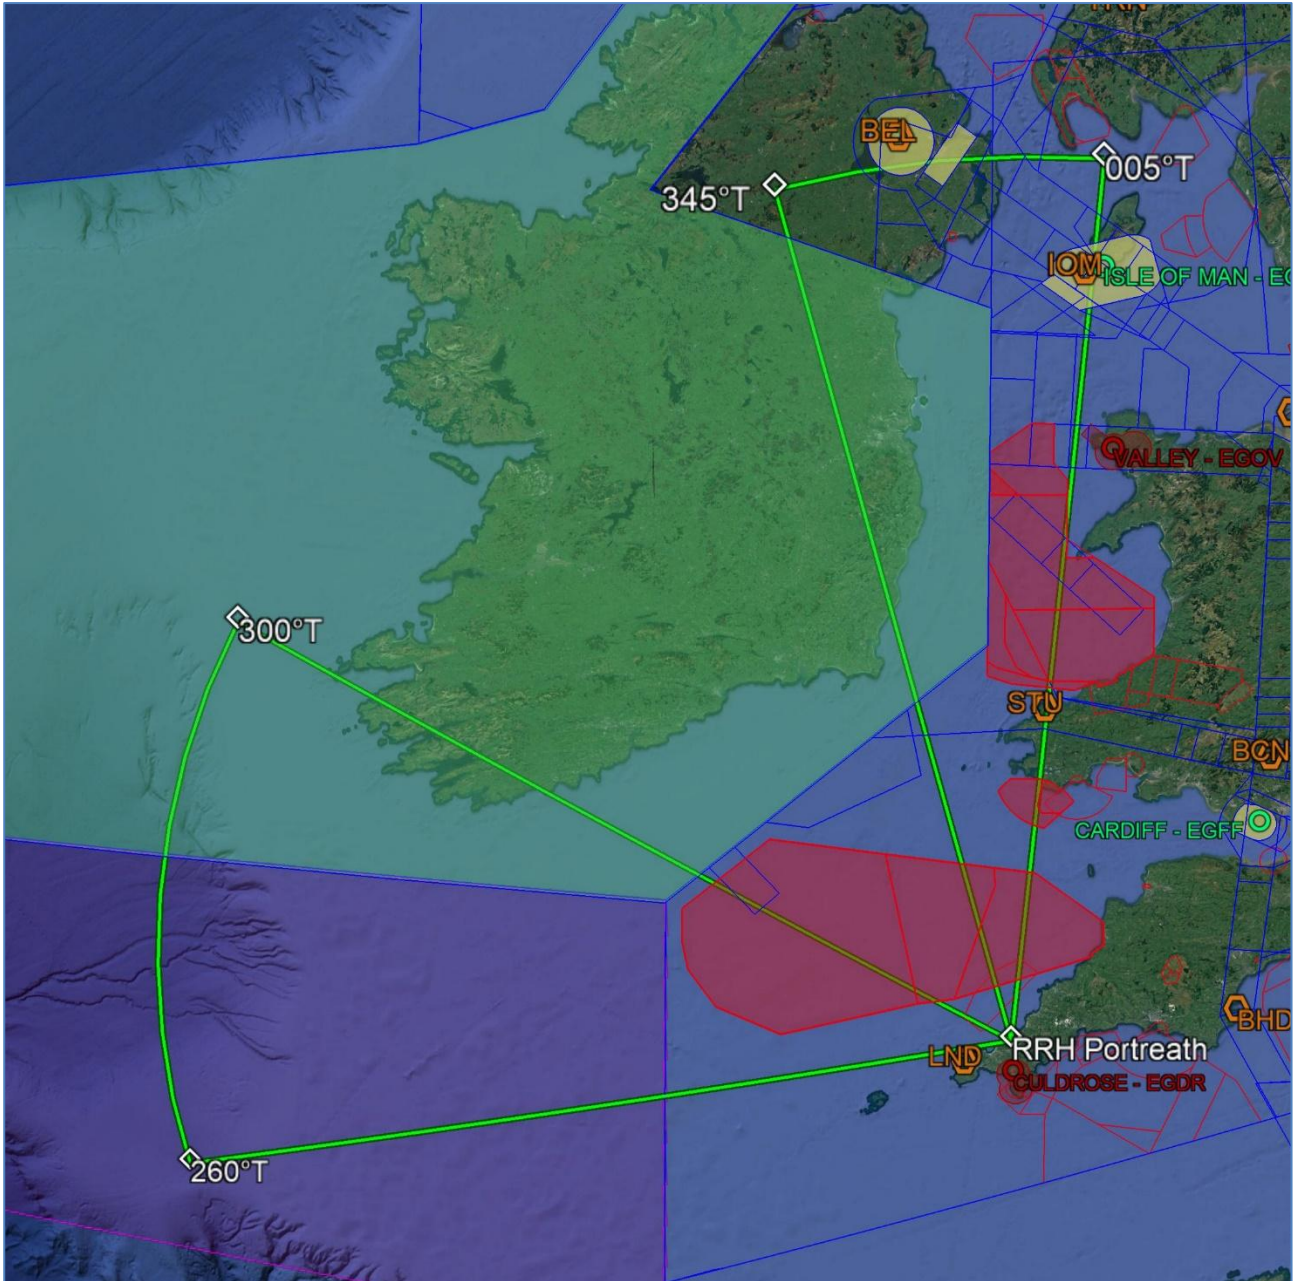 BEL
005°T
345°T
IOM
ISLE OF MAN - EG
VALLEY - EGOV
300°T
STU
BCN
CARDIFF - EGFF
BHD
RRH Portreath
LND
CULDROSE - EGDR
260°T